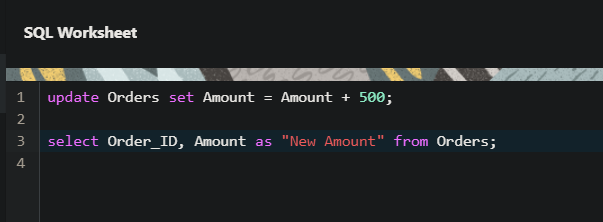 SQL Worksheet
1 update Orders set Amount = Amount + 500;
2
3 select Order_ID, Amount as "New Amount" from Orders;
4